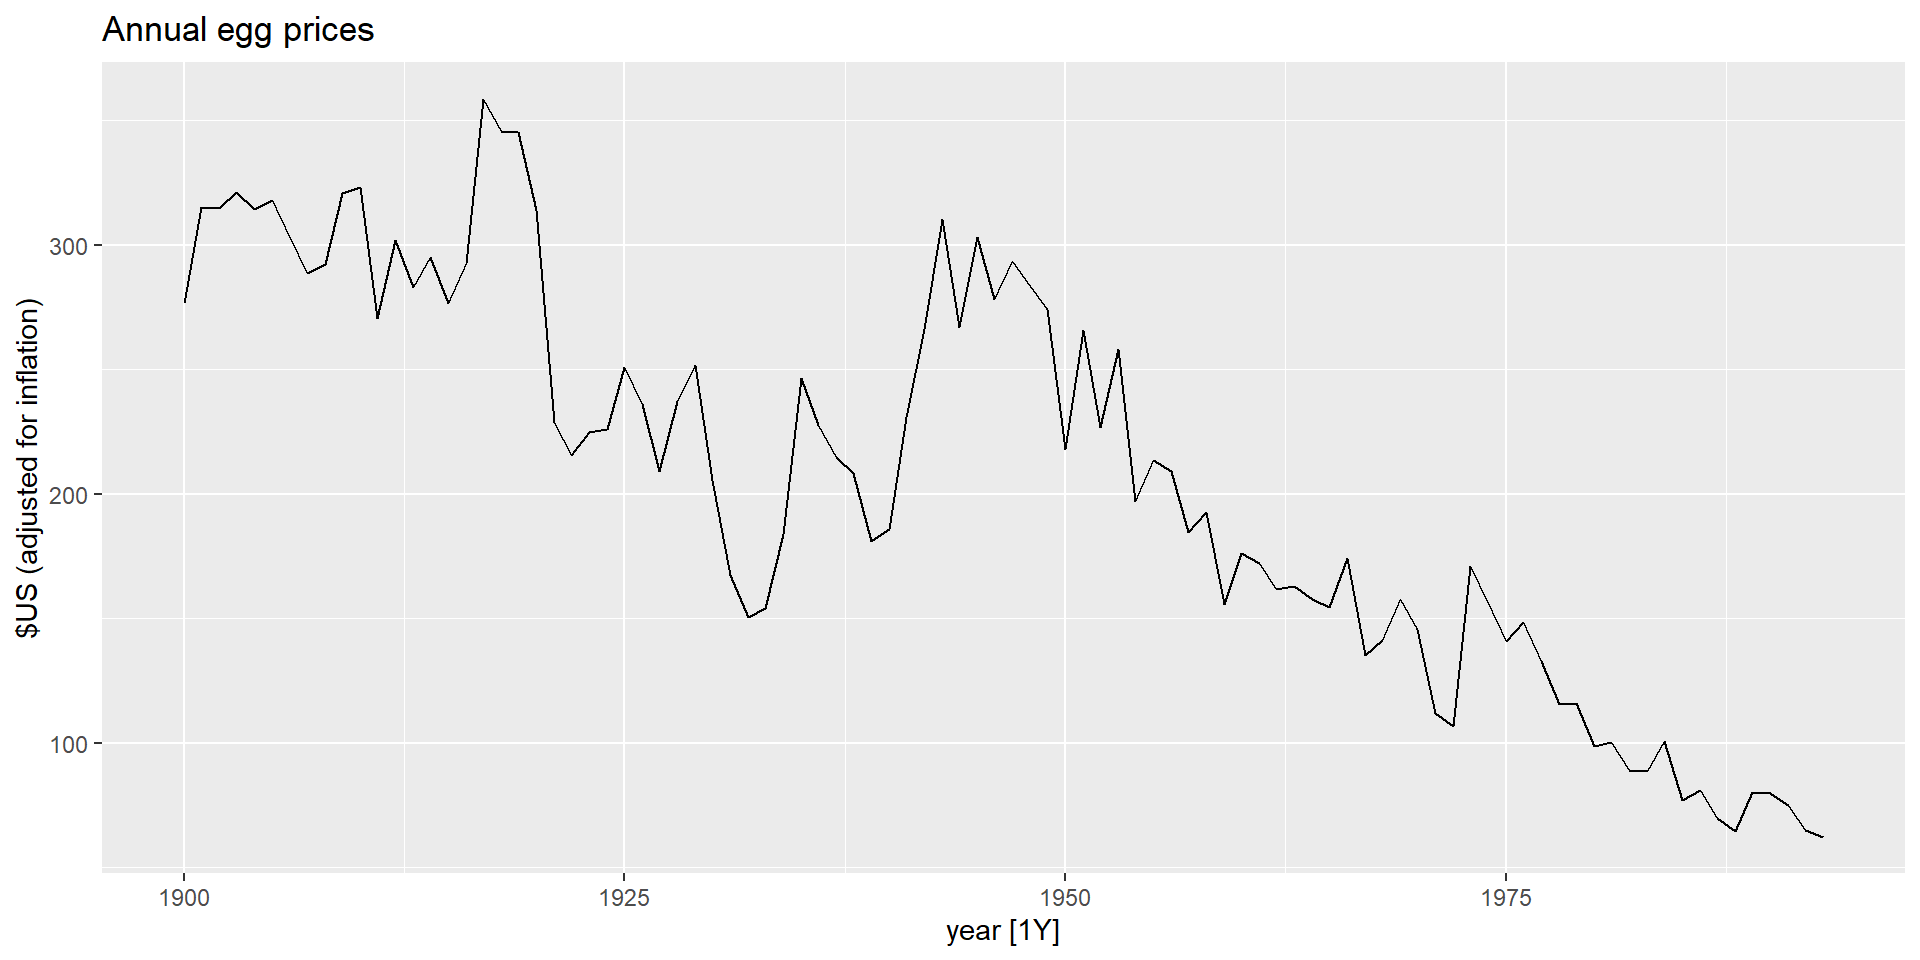 Annual egg prices
$US (adjusted for inflation)
300
200
100
1900
1925
1950
1975
year [1Y]